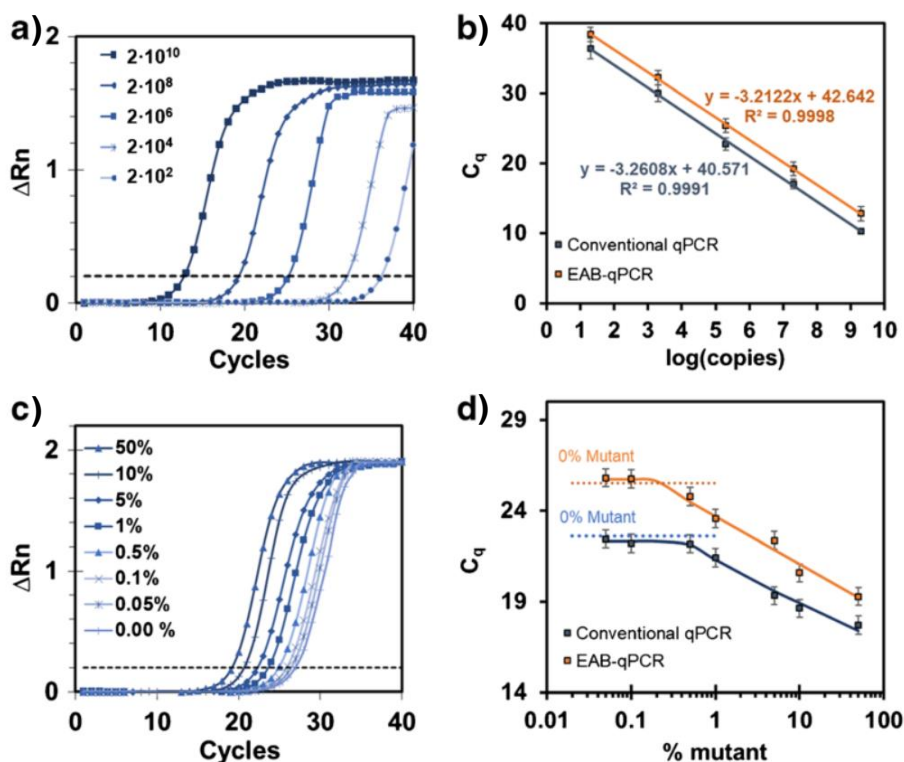 a)
2
1
0
0
10
20
30
40
ΔRn
Cycles
2·10¹⁰
2·10⁸
2·10⁶
2·10⁴
2·10²
b)
40
30
20
10
0
0 1 2 3 4 5 6 7 8 9 10
Cq
log(copies)
y = -3.2122x + 42.642
R² = 0.9998
y = -3.2608x + 40.571
R² = 0.9991
Conventional qPCR
EAB-qPCR
c)
2
1
0
0
10
20
30
40
ΔRn
Cycles
50%
10%
5%
1%
0.5%
0.1%
0.05%
0.00 %
d)
29
24
19
14
0.01
0.1
1
10
100
Cq
% mutant
0% Mutant
0% Mutant
Conventional qPCR
EAB-qPCR